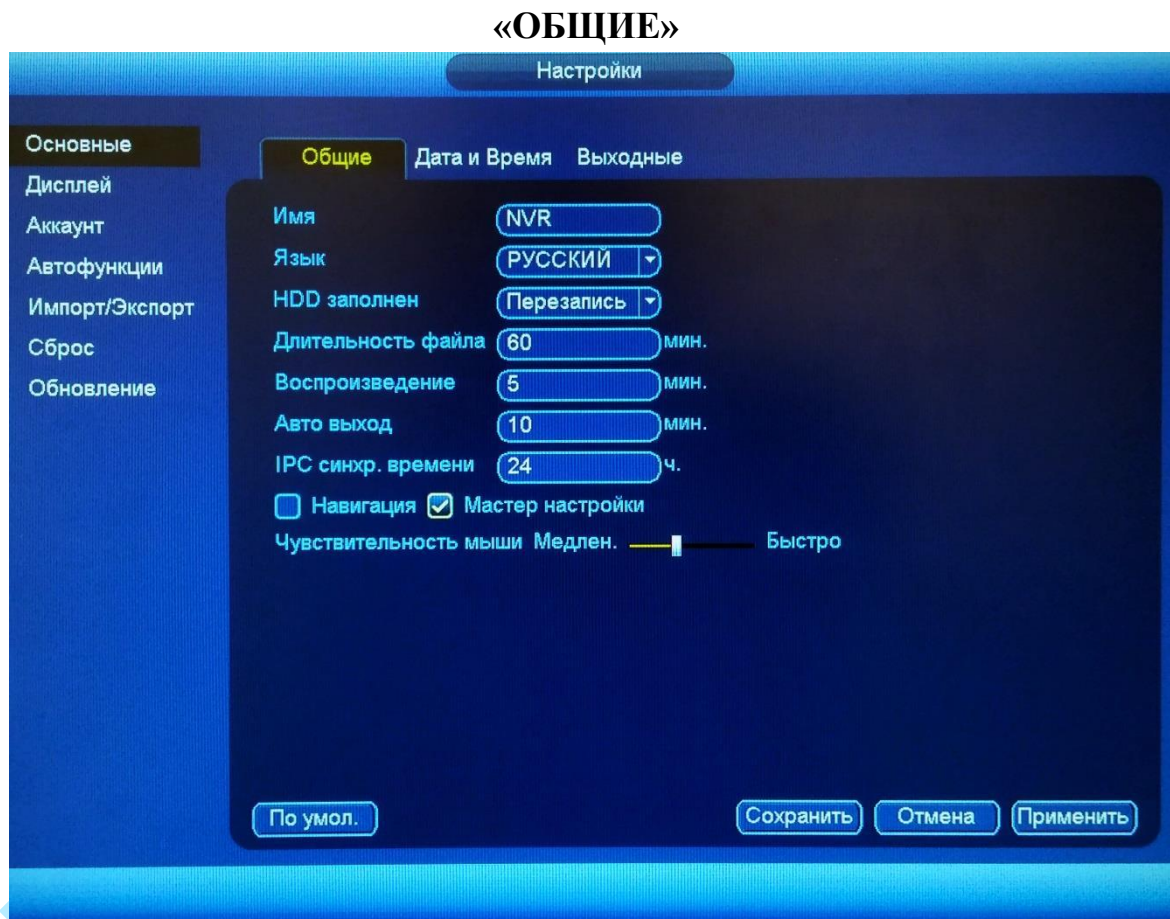 «ОБЩИЕ»
Настройки
Основные
Дисплей
Аккаунт
Автофункции
Импорт/Экспорт
Сброс
Обновление
Общие Дата и Время Выходные
Имя NVR
Язык РУССКИЙ
HDD заполнен Перезапись
Длительность файла 60 мин.
Воспроизведение 5 мин.
Авто выход 10 мин.
IPC синхр. времени 24 ч.
Навигация Мастер настройки
Чувствительность мыши Медлен. Быстро
По умол. Сохранить Отмена Применить